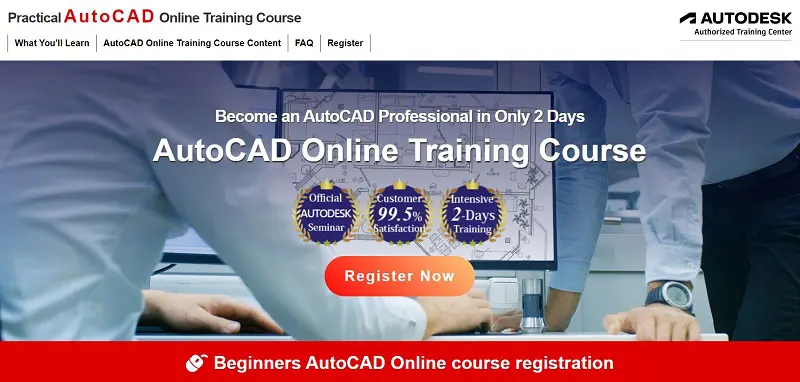 Practical AutoCAD Online Training Course
AUTODESK
Authorized Training Center
What You'll Learn
AutoCAD Online Training Course Content
FAQ
Register
Become an AutoCAD Professional in Only 2 Days
AutoCAD Online Training Course
Official
AUTODESK
Seminar
Customer
99.5%
Satisfaction
Intensive
2-Days
Training
Register Now
Beginners AutoCAD Online course registration